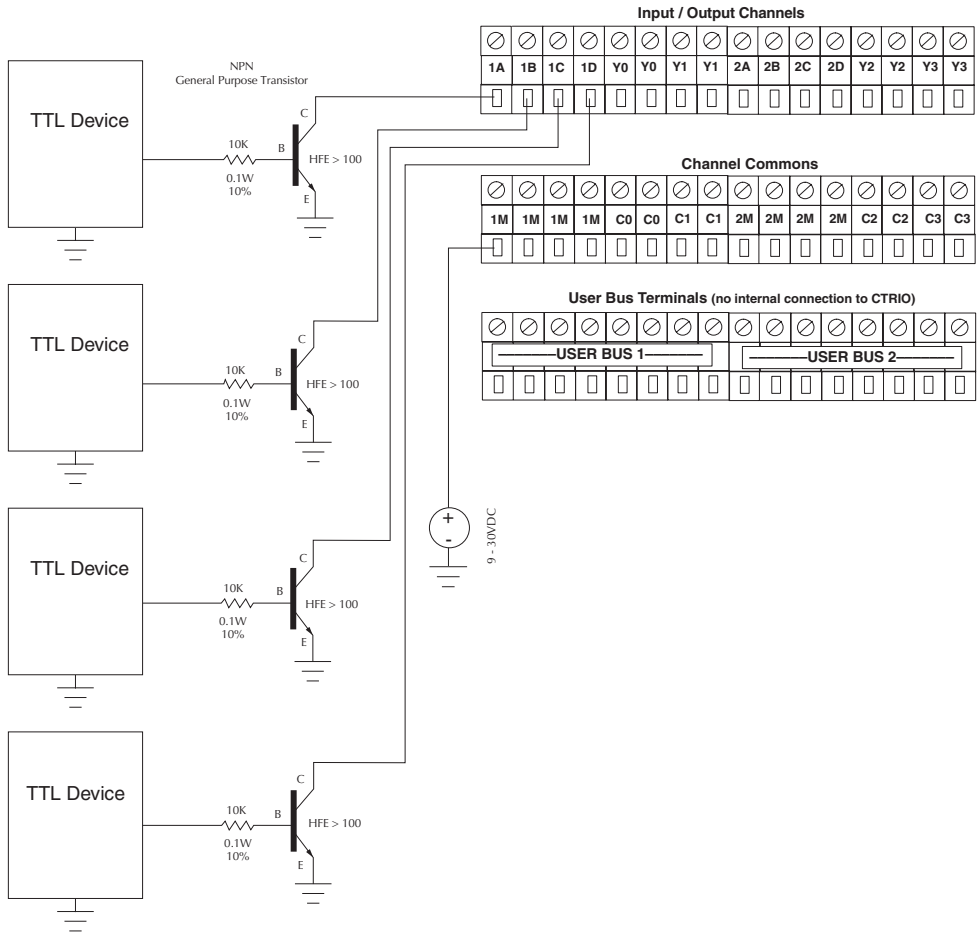 Input / Output Channels
1A 1B 1C 1D Y0 Y0 Y1 Y1 2A 2B 2C 2D Y2 Y2 Y3 Y3
Channel Commons
1M 1M 1M 1M C0 C0 C1 C1 2M 2M 2M 2M C2 C2 C3 C3
User Bus Terminals (no internal connection to CTRIO)
USER BUS 1 USER BUS 2
NPN
General Purpose Transistor
TTL Device
10K
0.1W
10%
B
C
E
HFE > 100
TTL Device
10K
0.1W
10%
B
C
E
HFE > 100
TTL Device
10K
0.1W
10%
B
C
E
HFE > 100
TTL Device
10K
0.1W
10%
B
C
E
HFE > 100
+
-
9 - 30VDC